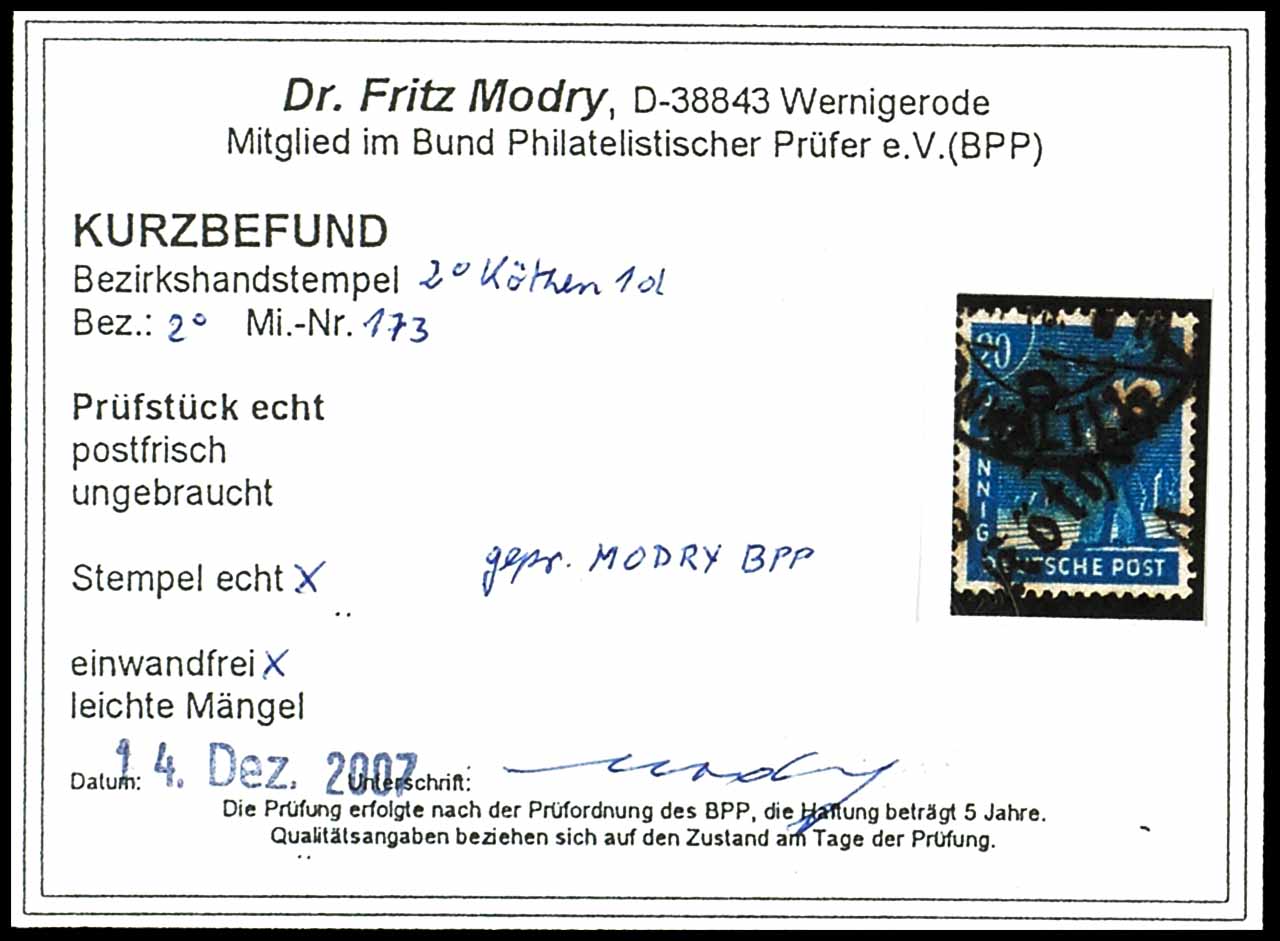 Dr. Fritz Modry, D-38843 Wernigerode
Mitglied im Bund Philatelistischer Prüfer e.V.(BPP)
KURZBEFUND
Bezirkshandstempel 20 Köthen 1d
Bez.: 20 Mi.-Nr. 173
Prüfstück echt
postfrisch
ungebraucht
Stempel echt X
gepr. MODRY BPP
einwandfrei X
leichte Mängel
Datum: 14. Dez. 2007 Unterschrift: Modry
Die Prüfung erfolgte nach der Prüfordnung des BPP, die Haftung beträgt 5 Jahre.
Qualitätsangaben beziehen sich auf den Zustand am Tage der Prüfung.
20
DEUTSCHE POST